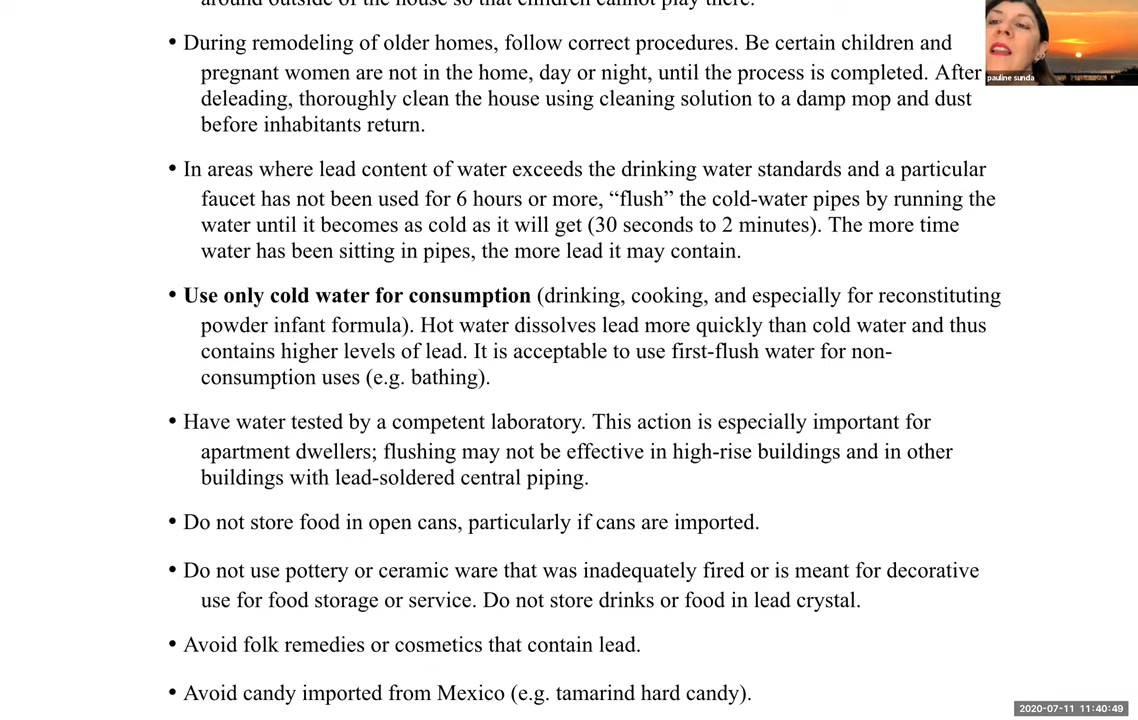 around outside of the house so that children cannot play there.
• During remodeling of older homes, follow correct procedures. Be certain children and
pregnant women are not in the home, day or night, until the process is completed. After
deleading, thoroughly clean the house using cleaning solution to a damp mop and dust
before inhabitants return.
• In areas where lead content of water exceeds the drinking water standards and a particular
faucet has not been used for 6 hours or more, “flush” the cold-water pipes by running the
water until it becomes as cold as it will get (30 seconds to 2 minutes). The more time
water has been sitting in pipes, the more lead it may contain.
• Use only cold water for consumption (drinking, cooking, and especially for reconstituting
powder infant formula). Hot water dissolves lead more quickly than cold water and thus
contains higher levels of lead. It is acceptable to use first-flush water for non-
consumption uses (e.g. bathing).
• Have water tested by a competent laboratory. This action is especially important for
apartment dwellers; flushing may not be effective in high-rise buildings and in other
buildings with lead-soldered central piping.
• Do not store food in open cans, particularly if cans are imported.
• Do not use pottery or ceramic ware that was inadequately fired or is meant for decorative
use for food storage or service. Do not store drinks or food in lead crystal.
• Avoid folk remedies or cosmetics that contain lead.
• Avoid candy imported from Mexico (e.g. tamarind hard candy).
pauline sunda
2020-07-11 11:40:49